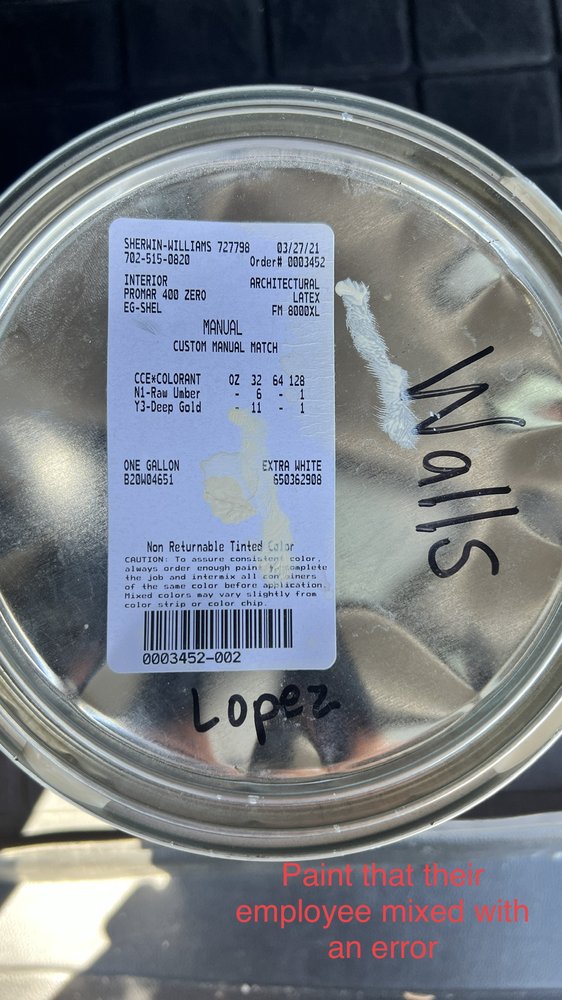 SHERWIN-WILLIAMS 727798 03/27/21
702-515-0820 Order# 0003452
INTERIOR ARCHITECTURAL
PROMAR 400 ZERO LATEX
EG-SHEL FM 8000XL
MANUAL
CUSTOM MANUAL MATCH
CCE*COLORANT OZ 32 64 128
N1-Raw Umber - 6 - 1
Y3-Deep Gold - 11 - 1
ONE GALLON EXTRA WHITE
B20W04651 650362908
Non Returnable Tinted Color
CAUTION: To assure consistent color,
always order enough paint to complete
the job and intermix all containers
of the same color before application.
Mixed colors may vary slightly from
color strip or color chip.
0003452-002
Walls
Lopez
Paint that their
employee mixed with
an error